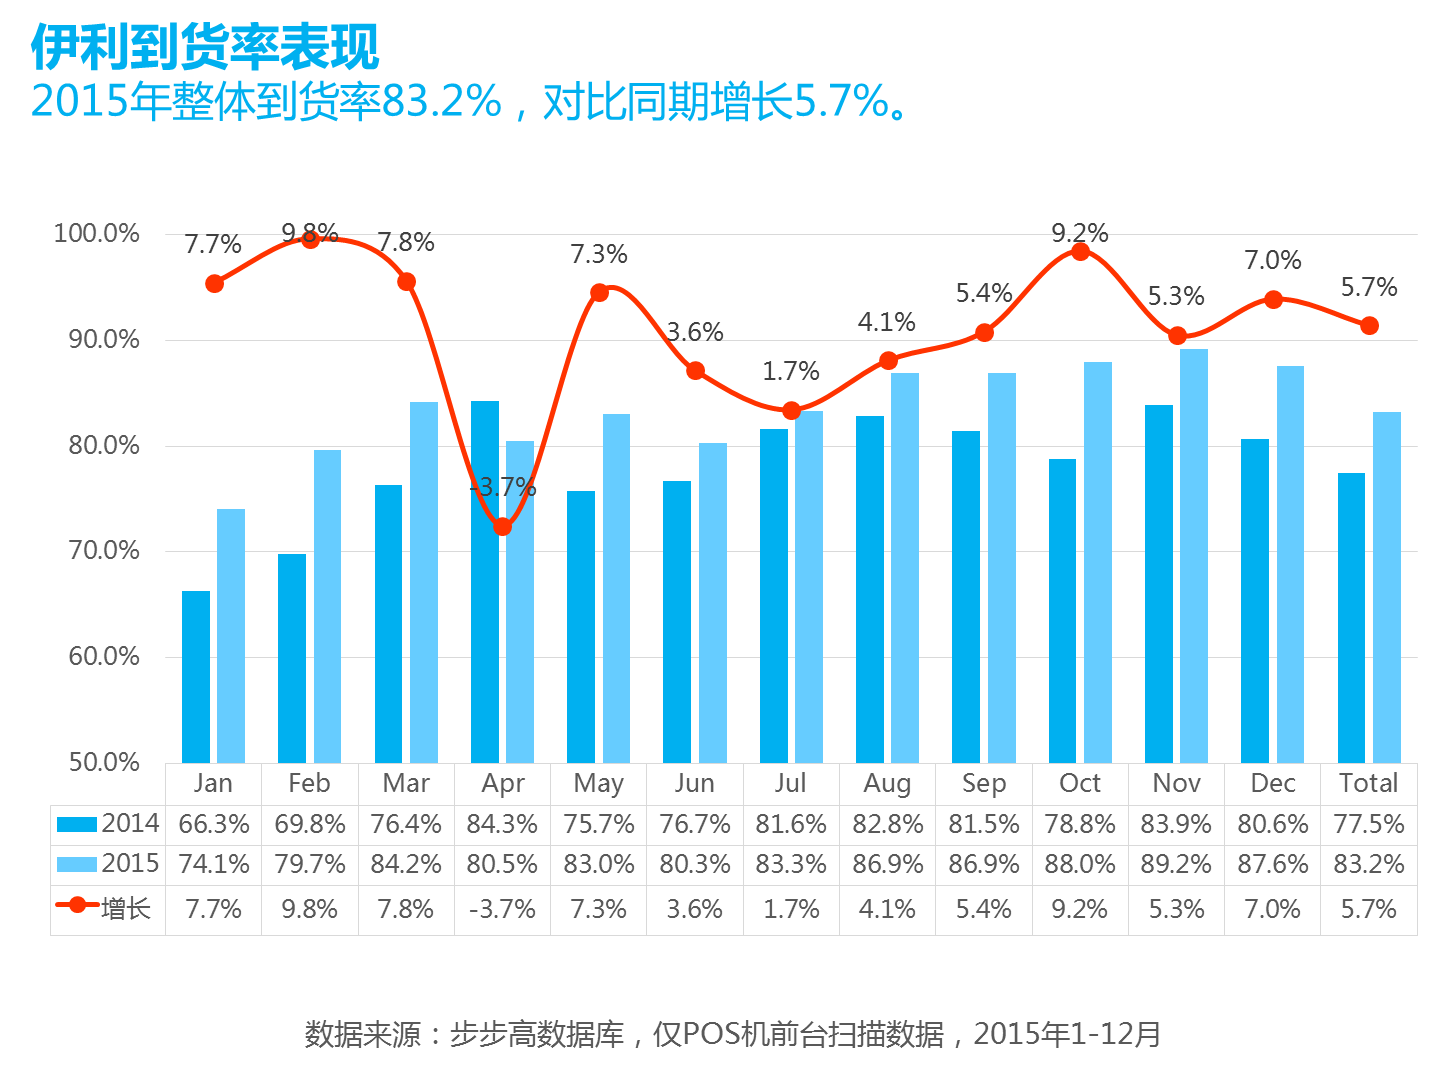 伊利到货率表现
2015年整体到货率83.2%，对比同期增长5.7%。
100.0%
90.0%
80.0%
70.0%
60.0%
50.0%
7.7%
9.8%
7.8%
-3.7%
7.3%
3.6%
1.7%
4.1%
5.4%
9.2%
5.3%
7.0%
5.7%
Jan Feb Mar Apr May Jun Jul Aug Sep Oct Nov Dec Total
2014 66.3% 69.8% 76.4% 84.3% 75.7% 76.7% 81.6% 82.8% 81.5% 78.8% 83.9% 80.6% 77.5%
2015 74.1% 79.7% 84.2% 80.5% 83.0% 80.3% 83.3% 86.9% 86.9% 88.0% 89.2% 87.6% 83.2%
增长 7.7% 9.8% 7.8% -3.7% 7.3% 3.6% 1.7% 4.1% 5.4% 9.2% 5.3% 7.0% 5.7%
数据来源：步步高数据库，仅POS机前台扫描数据，2015年1-12月